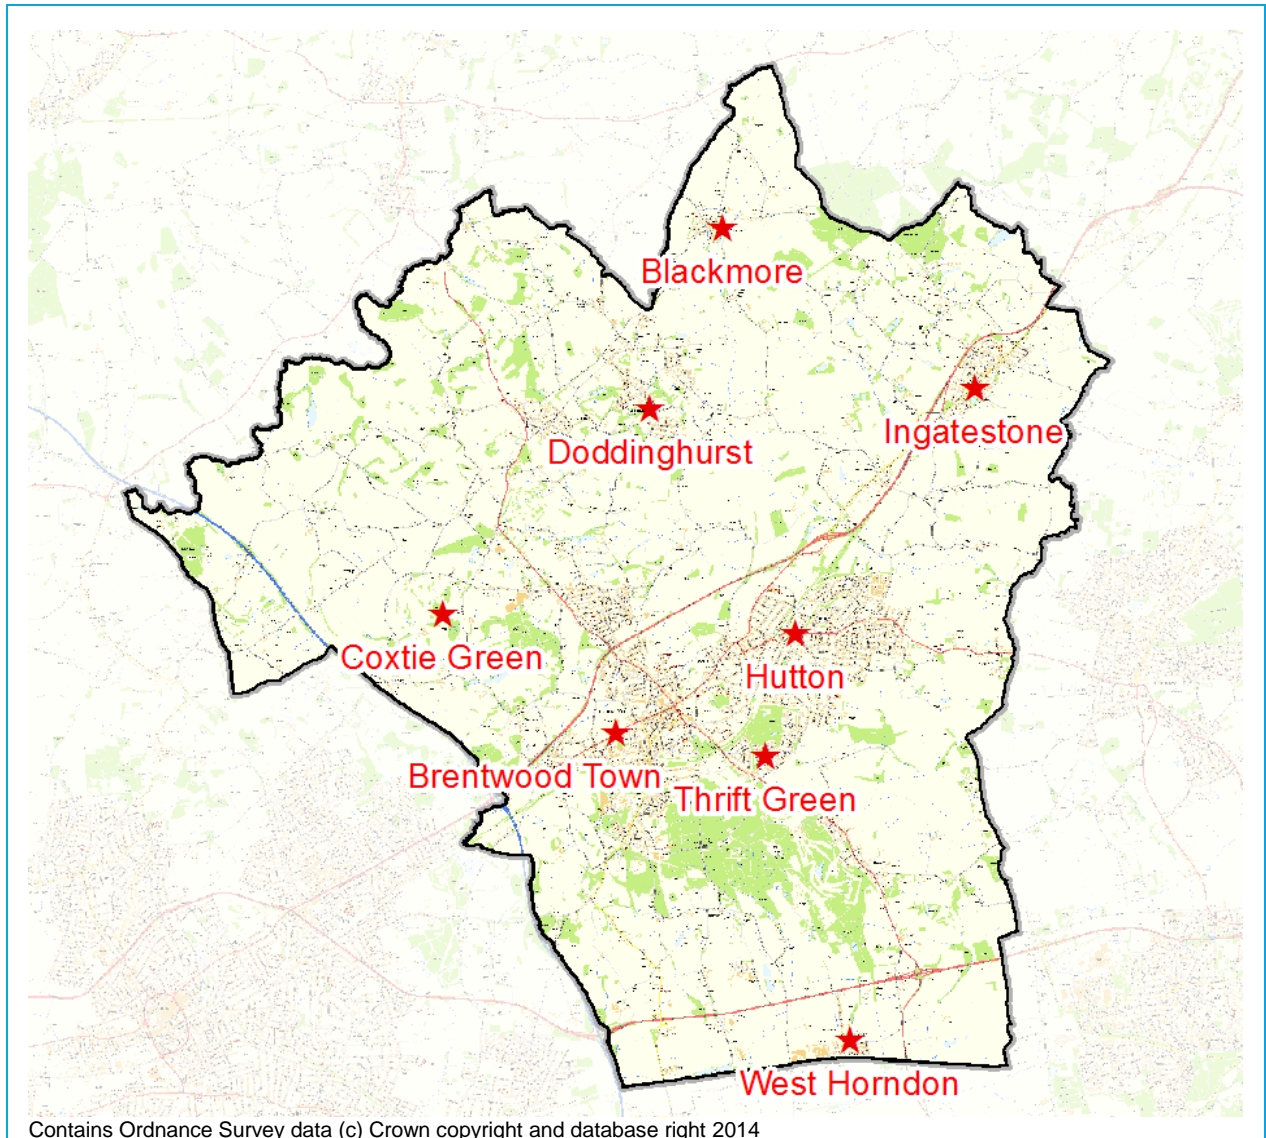 Blackmore
Ingatestone
Doddinghurst
Coxtie Green
Hutton
Brentwood Town
Thrift Green
West Horndon
Contains Ordnance Survey data (c) Crown copyright and database right 2014